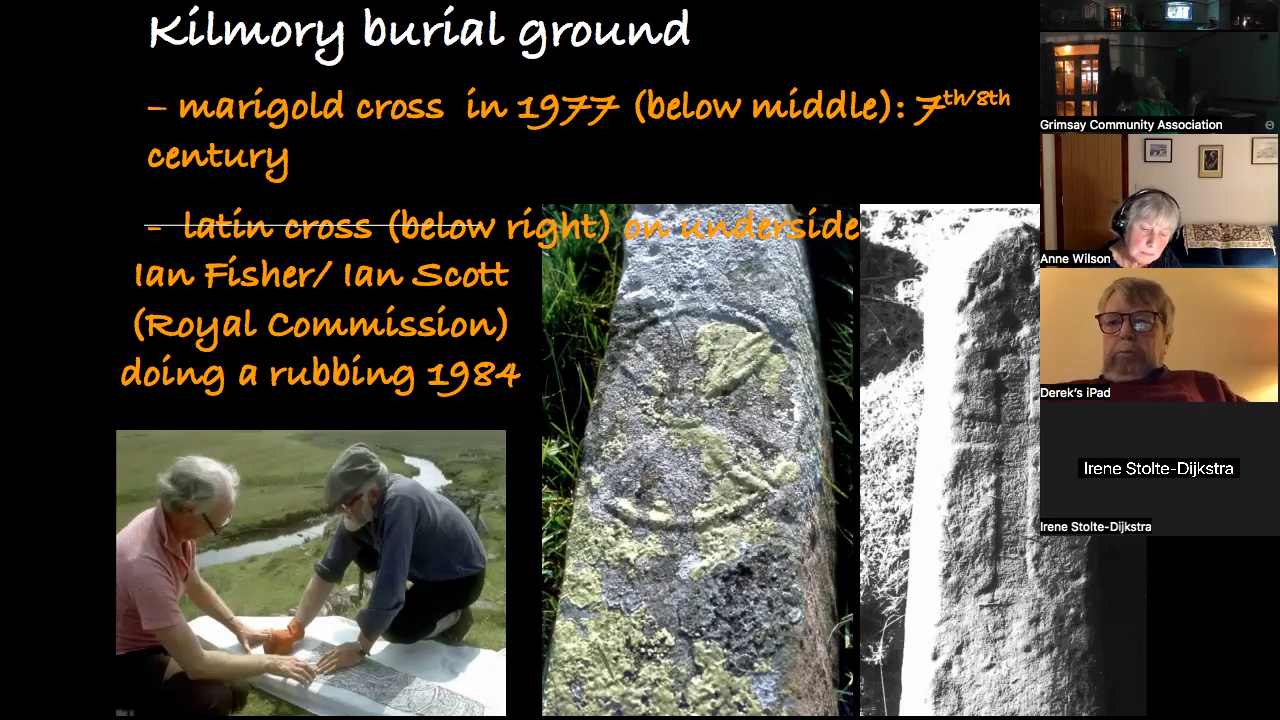 Kilmory burial ground
– marigold cross in 1977 (below middle): 7th/8th
century
- latin cross (below right) on underside
Ian Fisher/ Ian Scott
(Royal Commission)
doing a rubbing 1984
Grimsay Community Association
Anne Wilson
Derek's iPad
Irene Stolte-Dijkstra
Irene Stolte-Dijkstra